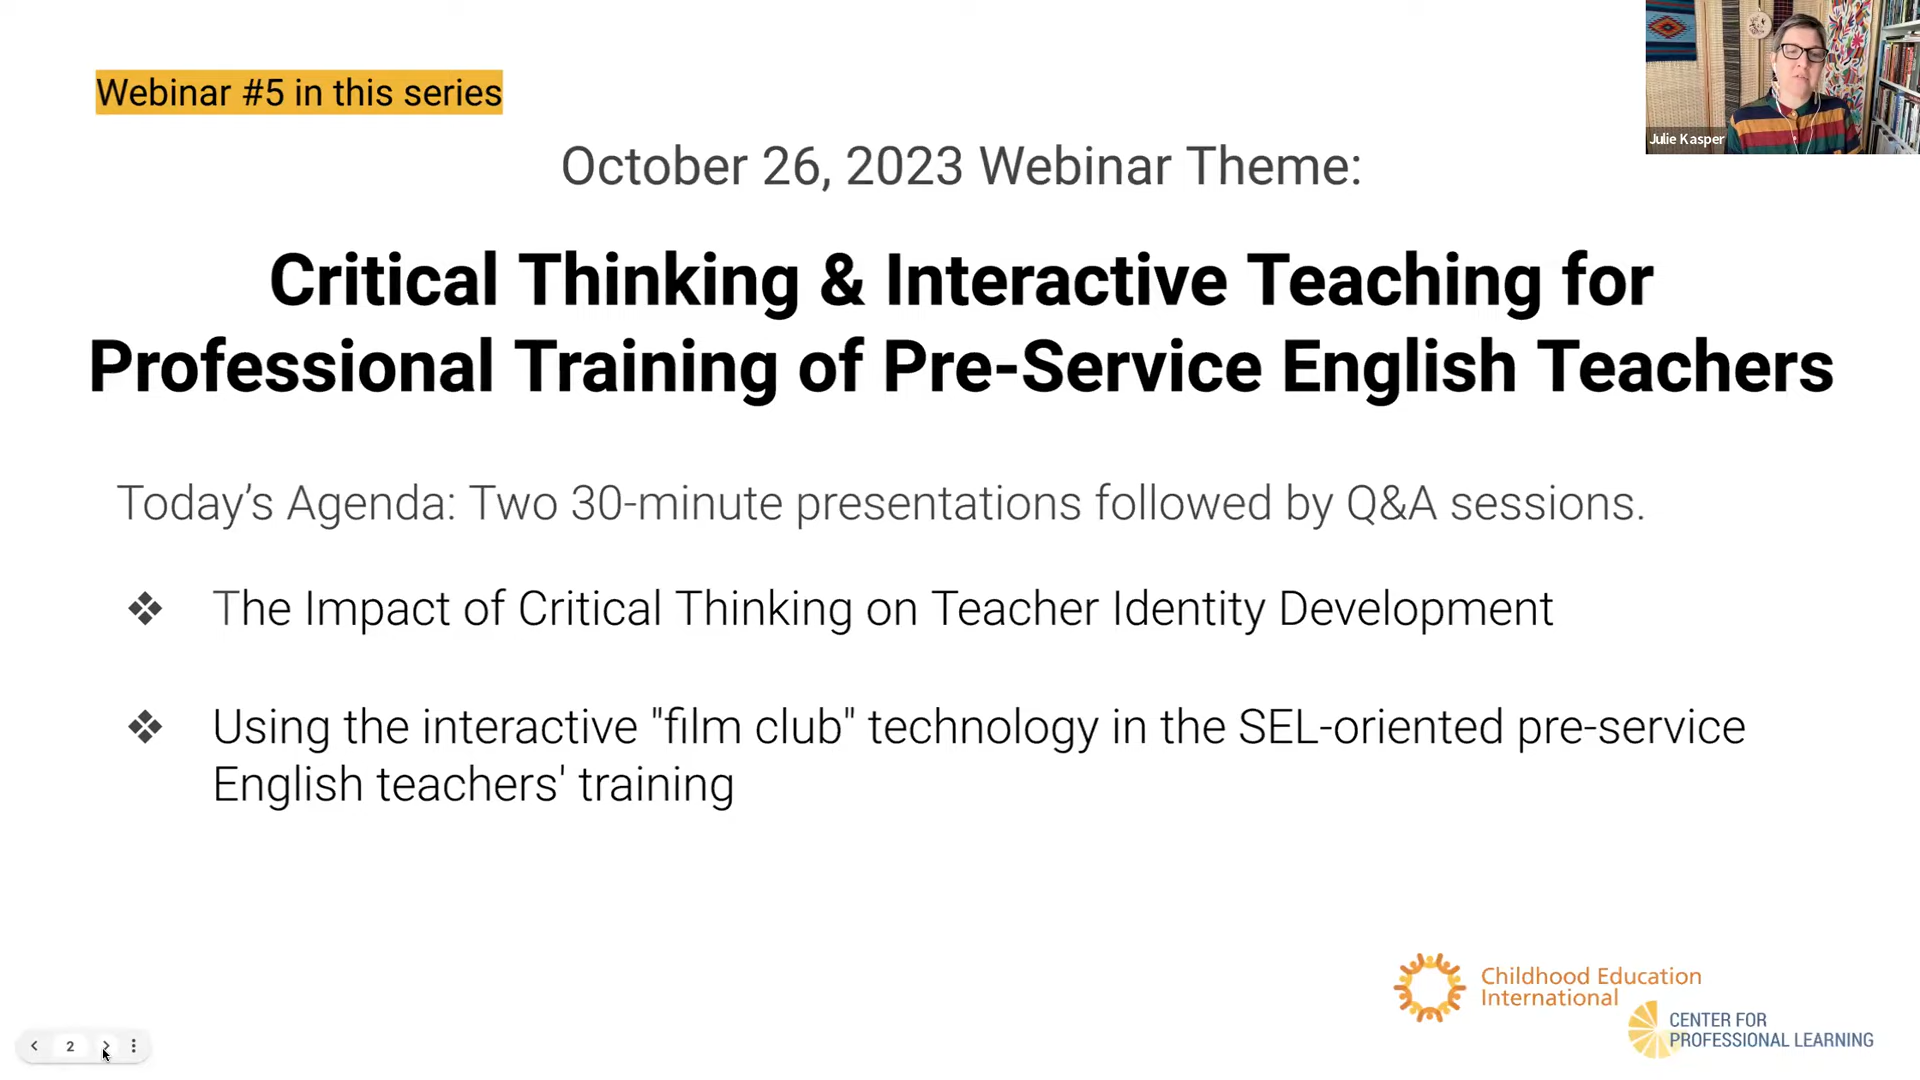 Webinar #5 in this series
Julie Kasper
October 26, 2023 Webinar Theme:
Critical Thinking & Interactive Teaching for
Professional Training of Pre-Service English Teachers
Today’s Agenda: Two 30-minute presentations followed by Q&A sessions.
❖ The Impact of Critical Thinking on Teacher Identity Development
❖ Using the interactive "film club" technology in the SEL-oriented pre-service
English teachers' training
Childhood Education
International
CENTER FOR
PROFESSIONAL LEARNING
2